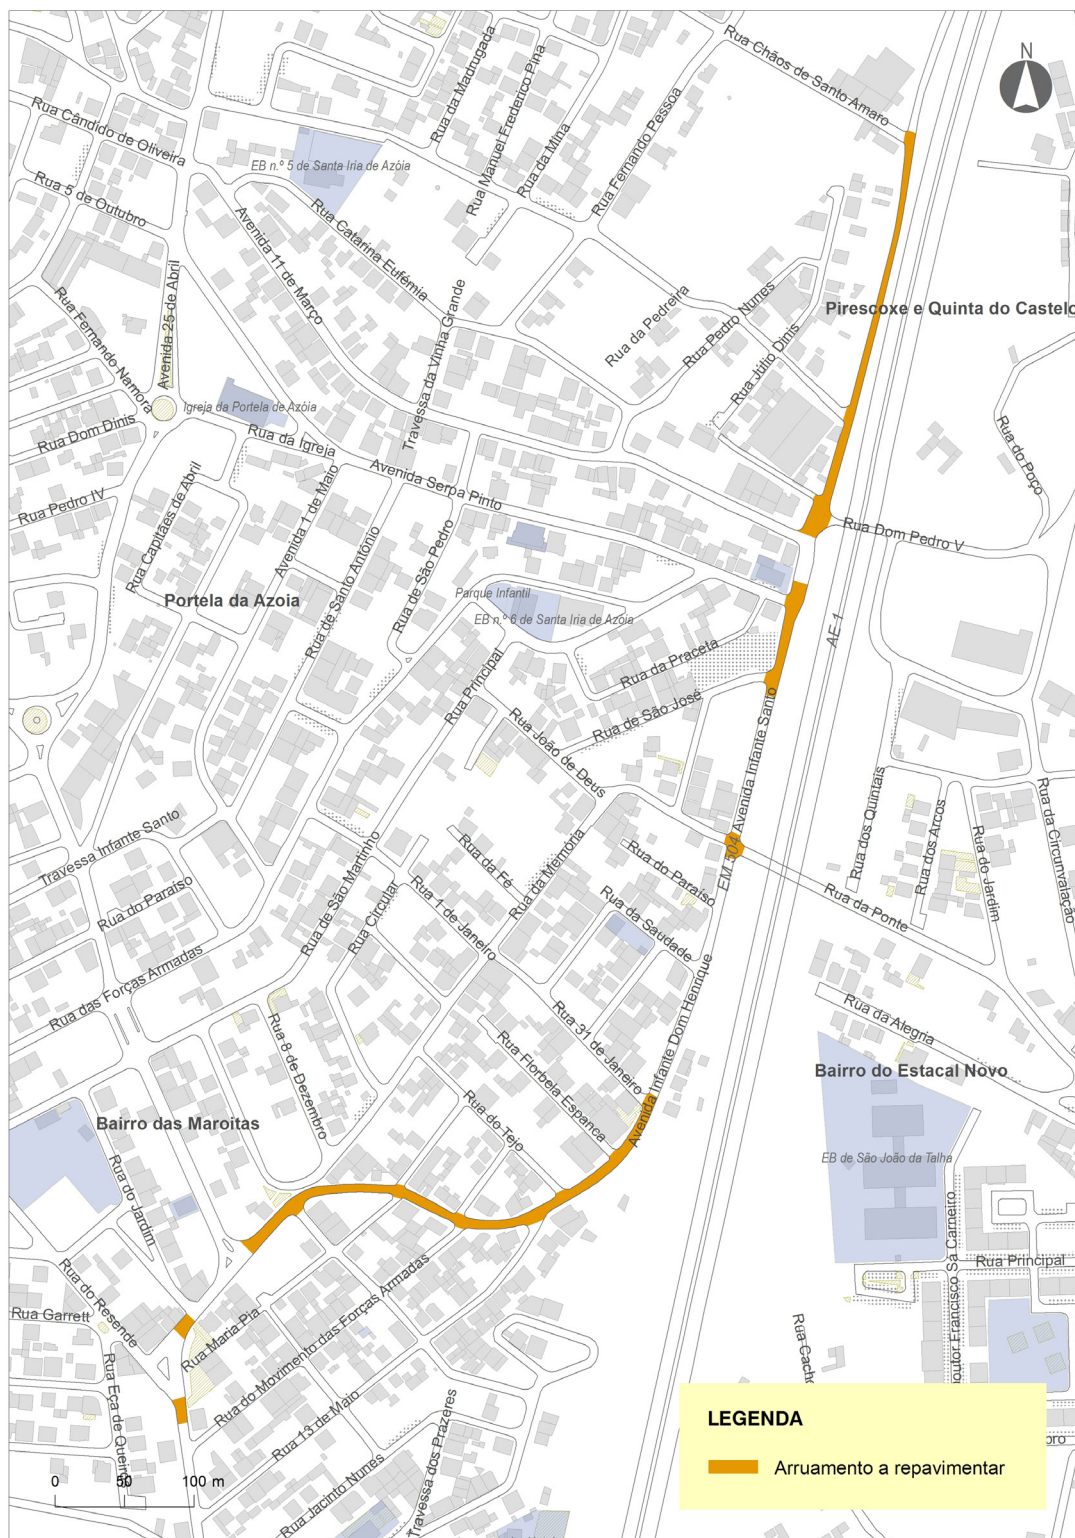 N
Rua Chãos de Santo Amaro
Rua da Madrugada
Rua Manuel Frederico Pina
Rua da Mina
Rua Fernando Pessoa
Rua Cândido de Oliveira
EB n.º 5 de Santa Iria de Azóia
Rua 5 de Outubro
Rua Catarina Eufémia
Avenida 11 de Março
Avenida 25 de Abril
Rua Fernando Namora
Travessa da Vinha Grande
Rua da Pedreira
Rua Pedro Nunes
Rua Júlio Dinis
Pirescoxe e Quinta do Castelo
Igreja da Portela de Azóia
Rua Dom Dinis
Rua da Igreja
Rua do Poço
Avenida Serpa Pinto
Rua Pedro IV
Rua Capitães de Abril
Avenida 1 de Maio
Rua de Santo António
Rua de São Pedro
Rua Dom Pedro V
Portela da Azoia
Parque Infantil
EB n.º 6 de Santa Iria de Azóia
AE-1
Rua da Praceta
Rua Principal
Rua de São José
Rua João de Deus
Avenida Infante Santo
EM 504
Travessa Infante Santo
Rua do Paraíso
Rua de São Martinho
Rua Circular
Rua da Fé
Rua 1 de Janeiro
Rua da Memória
Rua do Paraíso
Rua da Saudade
Rua dos Quintais
Rua dos Arcos
Rua do Jardim
Rua da Circunvalação
Rua da Ponte
Rua das Forças Armadas
Rua 8 de Dezembro
Rua 31 de Janeiro
Rua Florbela Espanca
Avenida Infante Dom Henrique
Rua da Alegria
Bairro do Estacal Novo
Bairro das Maroitas
Rua do Tejo
EB de São João da Talha
Rua do Jardim
Rua do Resende
Rua Garrett
Rua Maria Pia
Rua do Movimento das Forças Armadas
Rua Eça de Queirós
Rua 13 de Maio
Rua Jacinto Nunes
Travessa dos Prazeres
Rua Principal
outor Francisco Sá Carneiro
Rua Cacho
bro
0 50 100 m
LEGENDA
Arruamento a repavimentar